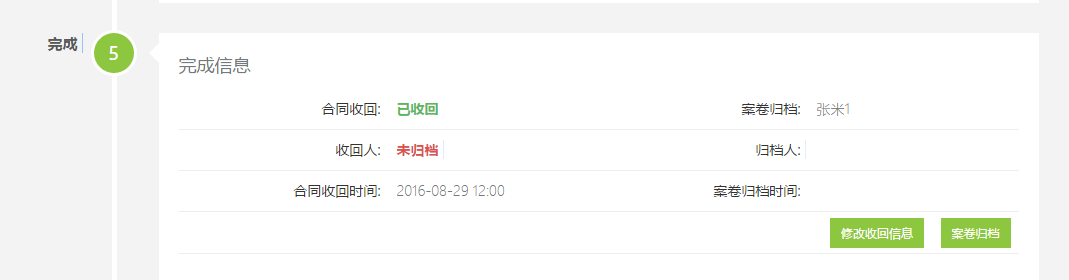 完成
5
完成信息
合同收回: 已收回 案卷归档: 张米1
收回人: 未归档 归档人:
合同收回时间: 2016-08-29 12:00 案卷归档时间:
修改收回信息 案卷归档